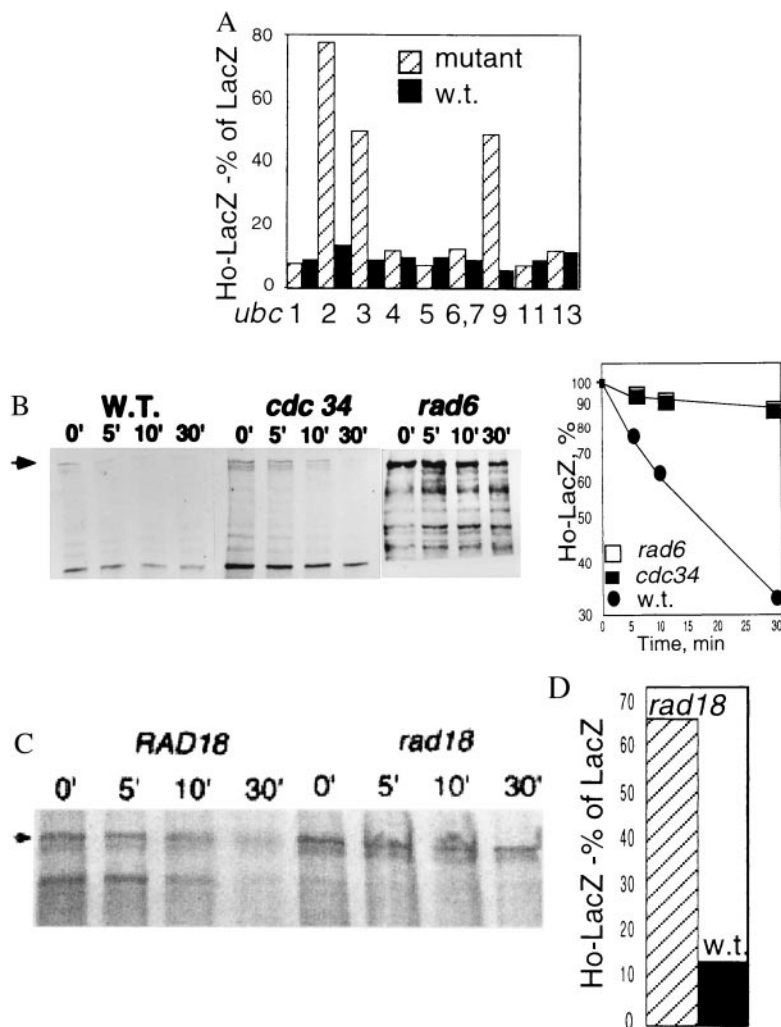 A
Ho-LacZ -% of LacZ
80
60
40
20
0
mutant
w.t.
ubc 1 2 3 4 5 6,7 9 11 13
B
W.T. cdc 34 rad6
0' 5' 10' 30' 0' 5' 10' 30' 0' 5' 10' 30'
Ho-LacZ, %
100
90
80
70
60
50
40
30
rad6
cdc34
w.t.
0 5 10 15 20 25 30
Time, min
C
RAD18 rad18
0' 5' 10' 30' 0' 5' 10' 30'
D
Ho-LacZ -% of LacZ
70
60
50
40
30
20
10
0
rad18
w.t.